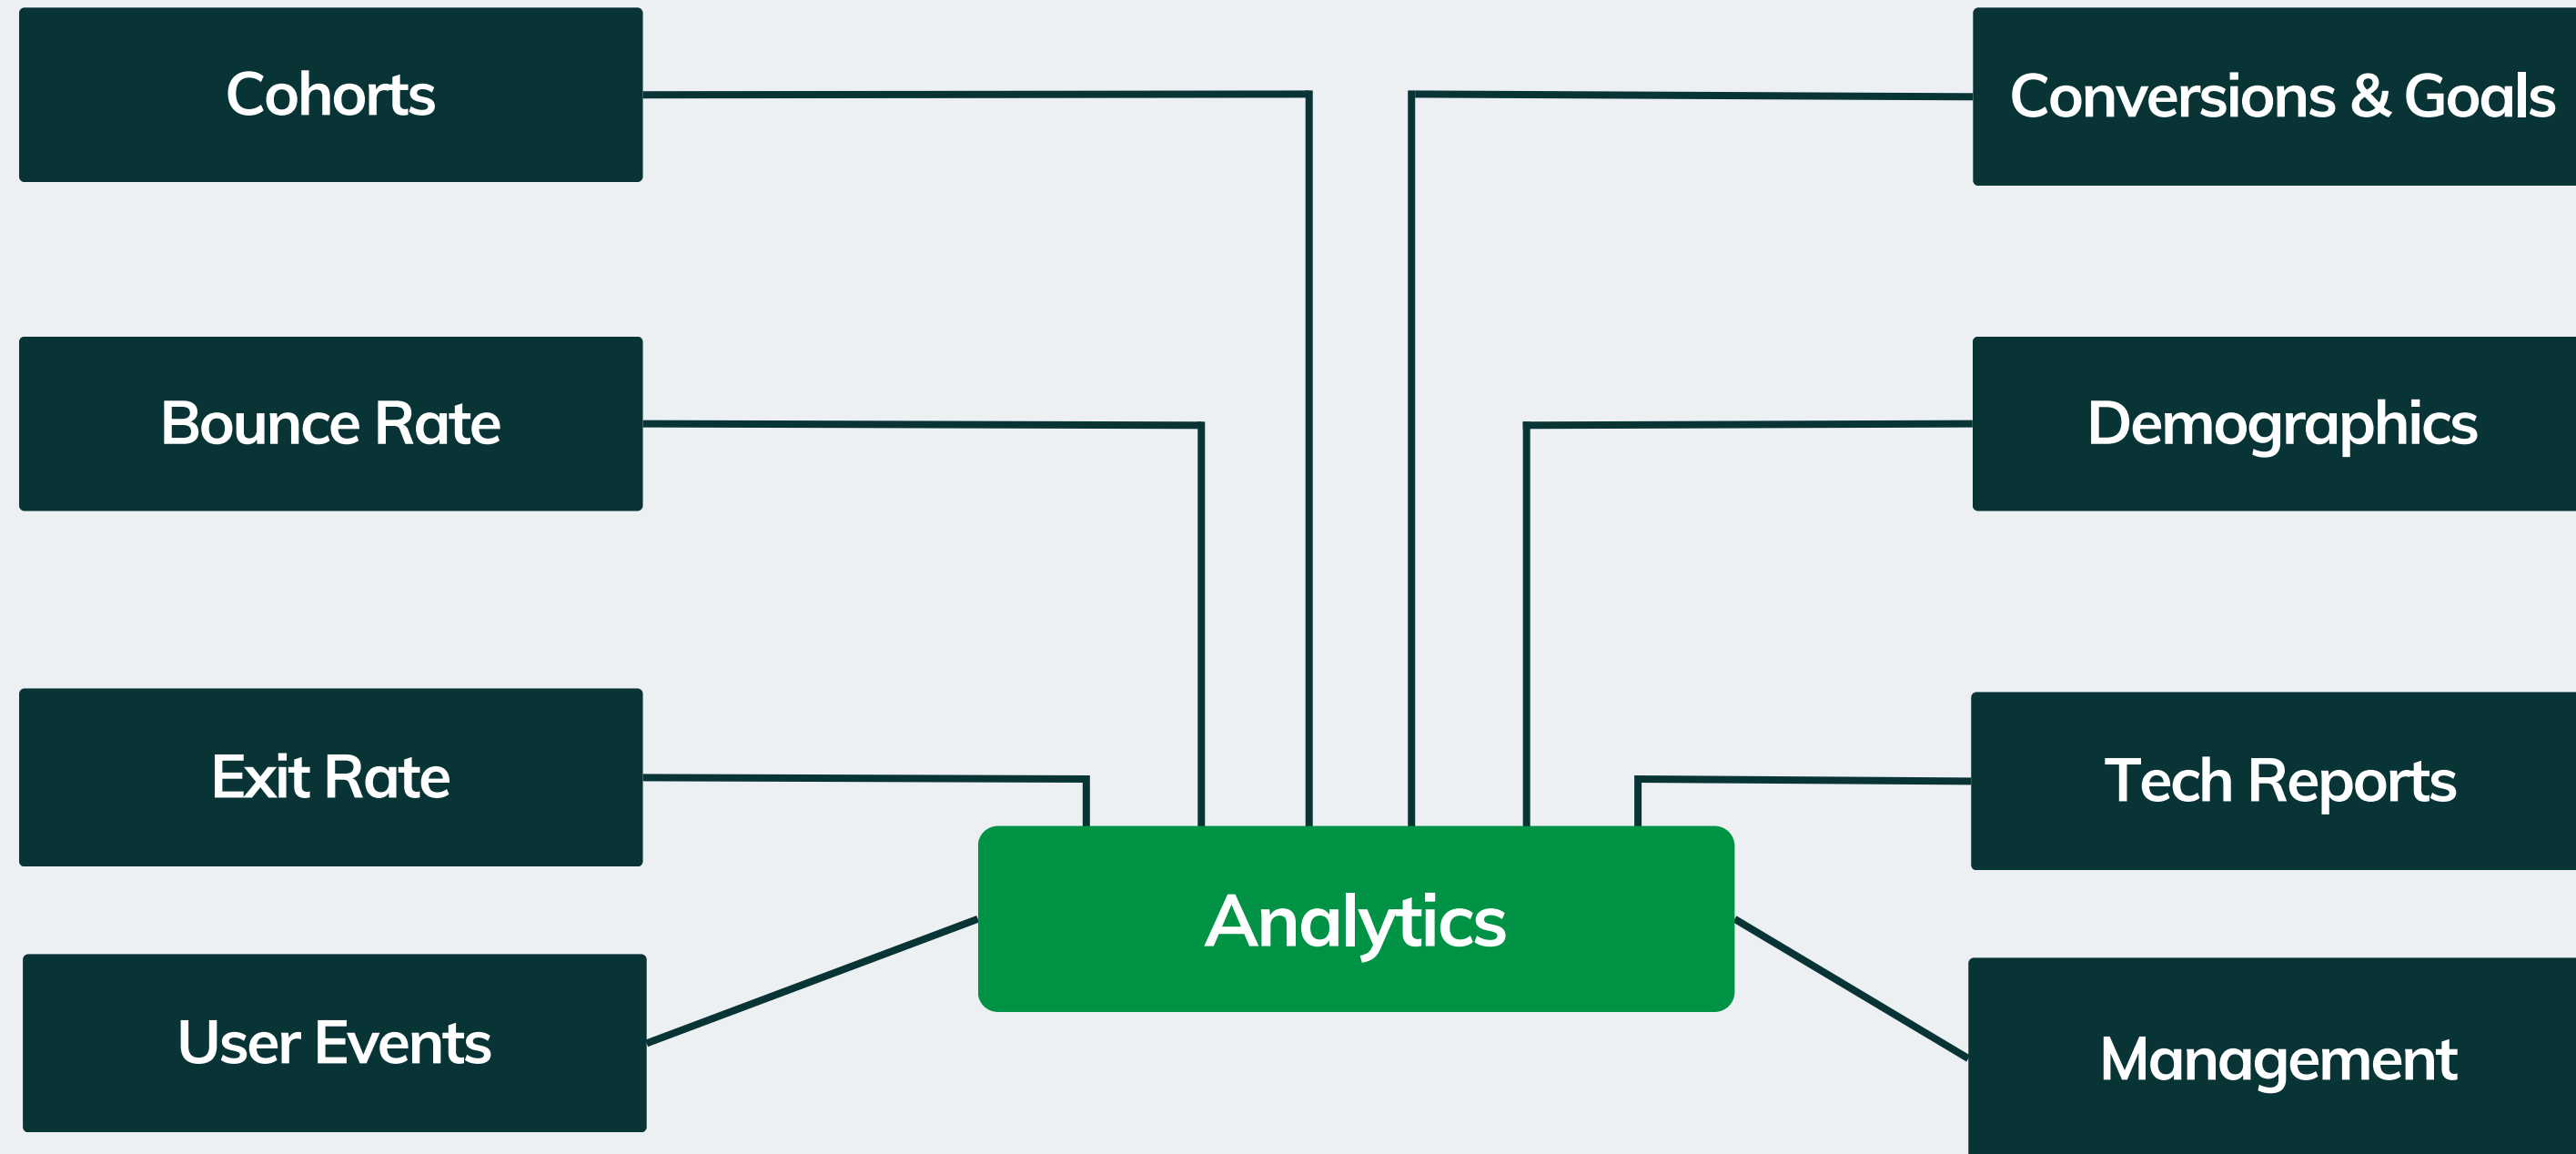 Cohorts
Conversions & Goals
Bounce Rate
Demographics
Exit Rate
Tech Reports
Analytics
User Events
Management